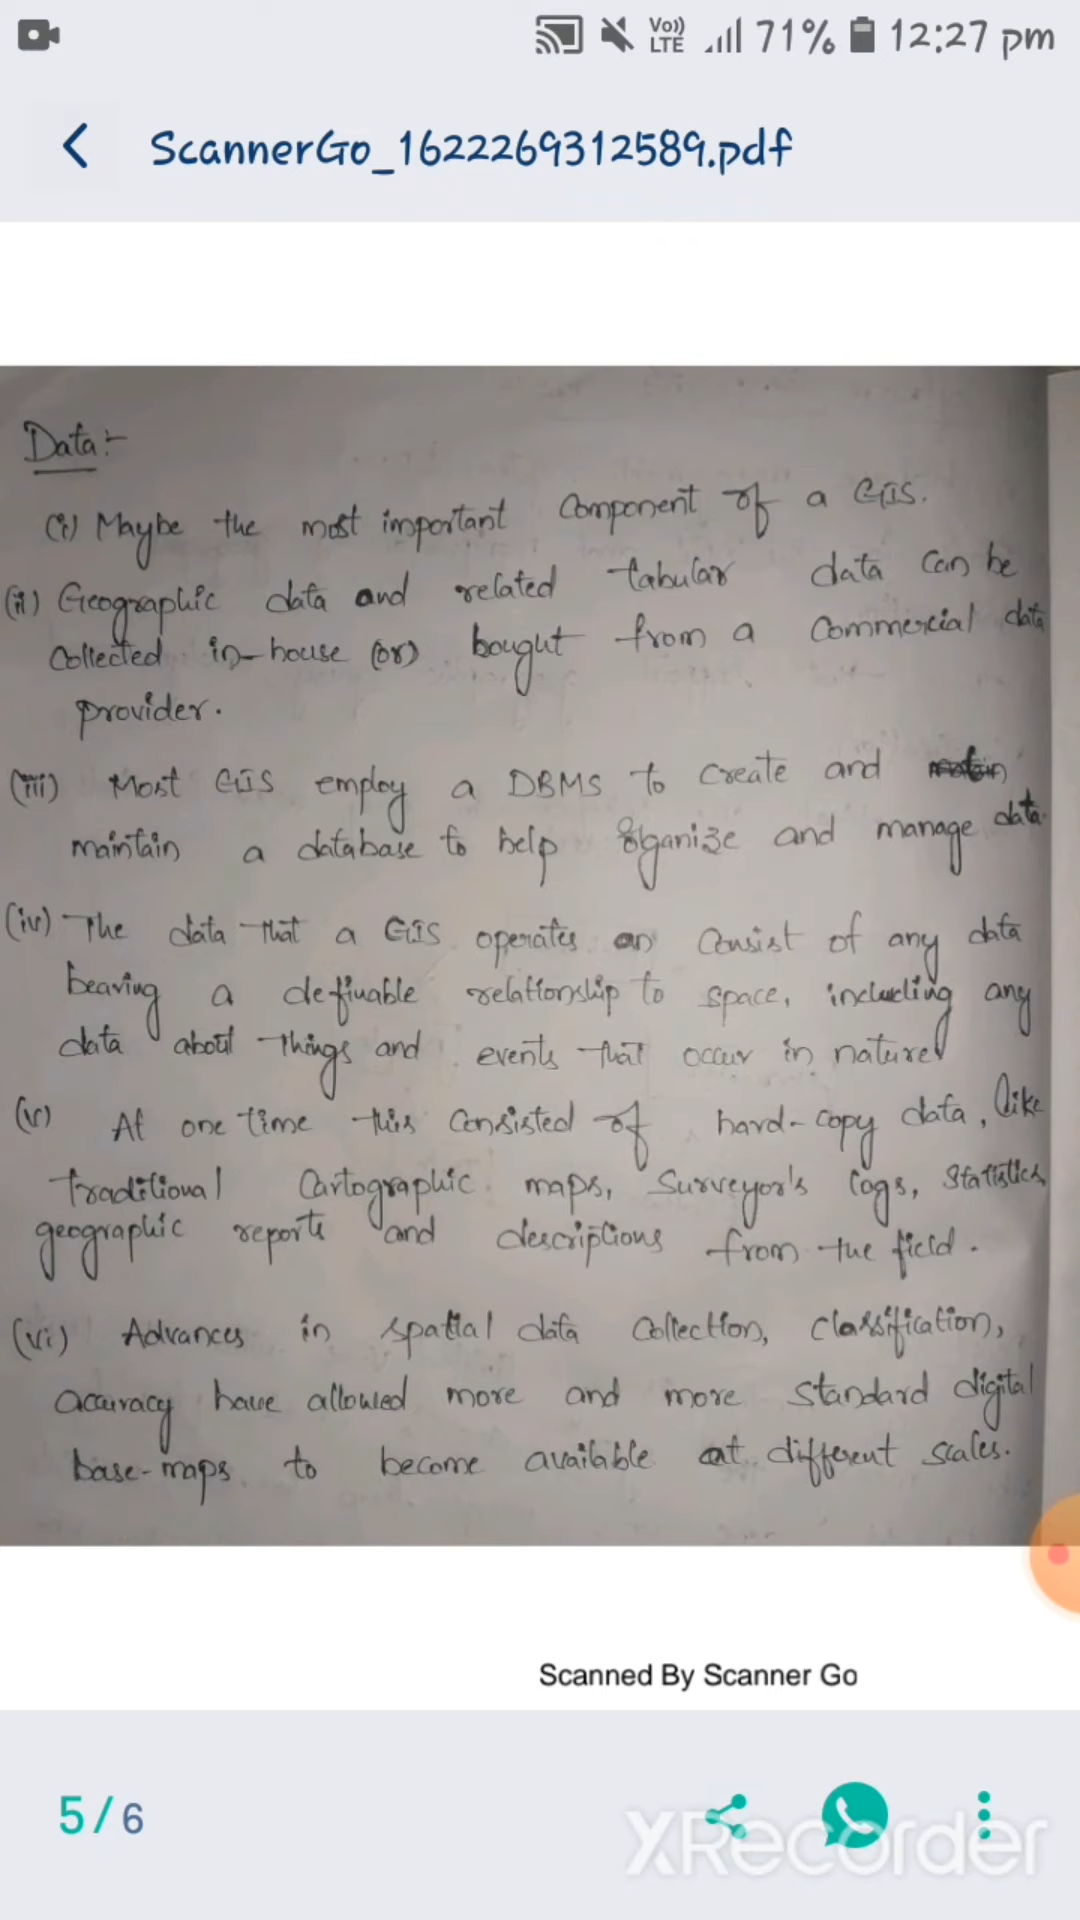 Vo)) LTE 71% 12:27 pm
ScannerGo_1622269312589.pdf
Data:-
(i) Maybe the most important component of a GIS.
(ii) Geographic data and related tabular data can be
collected in-house (or) bought from a commercial data
provider.
(iii) Most GIS employ a DBMS to create and
maintain a database to help organize and manage data.
(iv) The data that a GIS operates on consist of any data
bearing a definable relationship to space, including any
data about things and events that occur in nature
(v) At one time this consisted of hard-copy data, like
traditional Cartographic maps, Surveyor's logs, Statistics,
geographic reports and descriptions from the field.
(vi) Advances in spatial data collection, classification,
accuracy have allowed more and more standard digital
base-maps to become available at different scales.
Scanned By Scanner Go
5/6
XRecorder